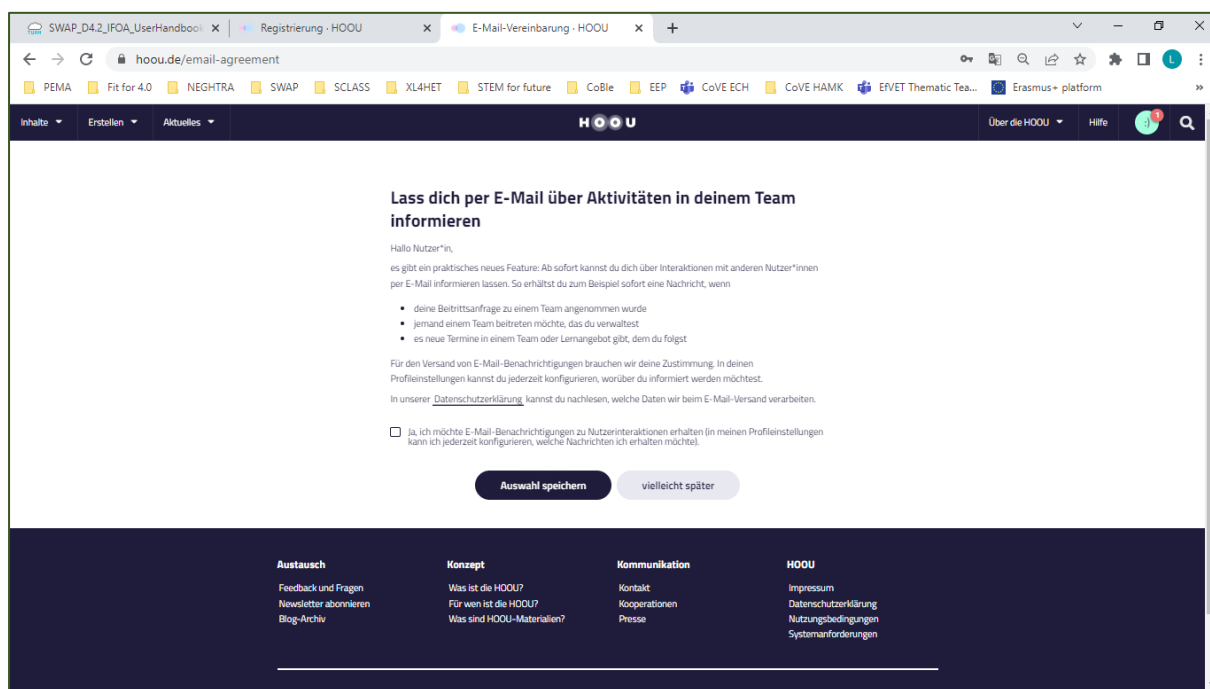 SWAP_D4.2_IFOA_UserHandbook
Registrierung · HOOU
E-Mail-Vereinbarung · HOOU
hoou.de/email-agreement
PEMA
Fit for 4.0
NEGHTRA
SWAP
SCLASS
XL4HET
STEM for future
CoBle
EEP
CoVE ECH
CoVE HAMK
EfVET Thematic Tea...
Erasmus+ platform
»
L
Inhalte
Erstellen
Aktuelles
HOOU
Über die HOOU
Hilfe
:)
1
Lass dich per E-Mail über Aktivitäten in deinem Team
informieren
Hallo Nutzer*in,
es gibt ein praktisches neues Feature: Ab sofort kannst du dich über Interaktionen mit anderen Nutzer*innen
per E-Mail informieren lassen. So erhältst du zum Beispiel sofort eine Nachricht, wenn
• deine Beitrittsanfrage zu einem Team angenommen wurde
• jemand einem Team beitreten möchte, das du verwaltest
• es neue Termine in einem Team oder Lernangebot gibt, dem du folgst
Für den Versand von E-Mail-Benachrichtigungen brauchen wir deine Zustimmung. In deinen
Profileinstellungen kannst du jederzeit konfigurieren, worüber du informiert werden möchtest.
In unserer Datenschutzerklärung kannst du nachlesen, welche Daten wir beim E-Mail-Versand verarbeiten.
Ja, ich möchte E-Mail-Benachrichtigungen zu Nutzerinteraktionen erhalten (in meinen Profileinstellungen
kann ich jederzeit konfigurieren, welche Nachrichten ich erhalten möchte).
Auswahl speichern
vielleicht später
Austausch
Feedback und Fragen
Newsletter abonnieren
Blog-Archiv
Konzept
Was ist die HOOU?
Für wen ist die HOOU?
Was sind HOOU-Materialien?
Kommunikation
Kontakt
Kooperationen
Presse
HOOU
Impressum
Datenschutzerklärung
Nutzungsbedingungen
Systemanforderungen